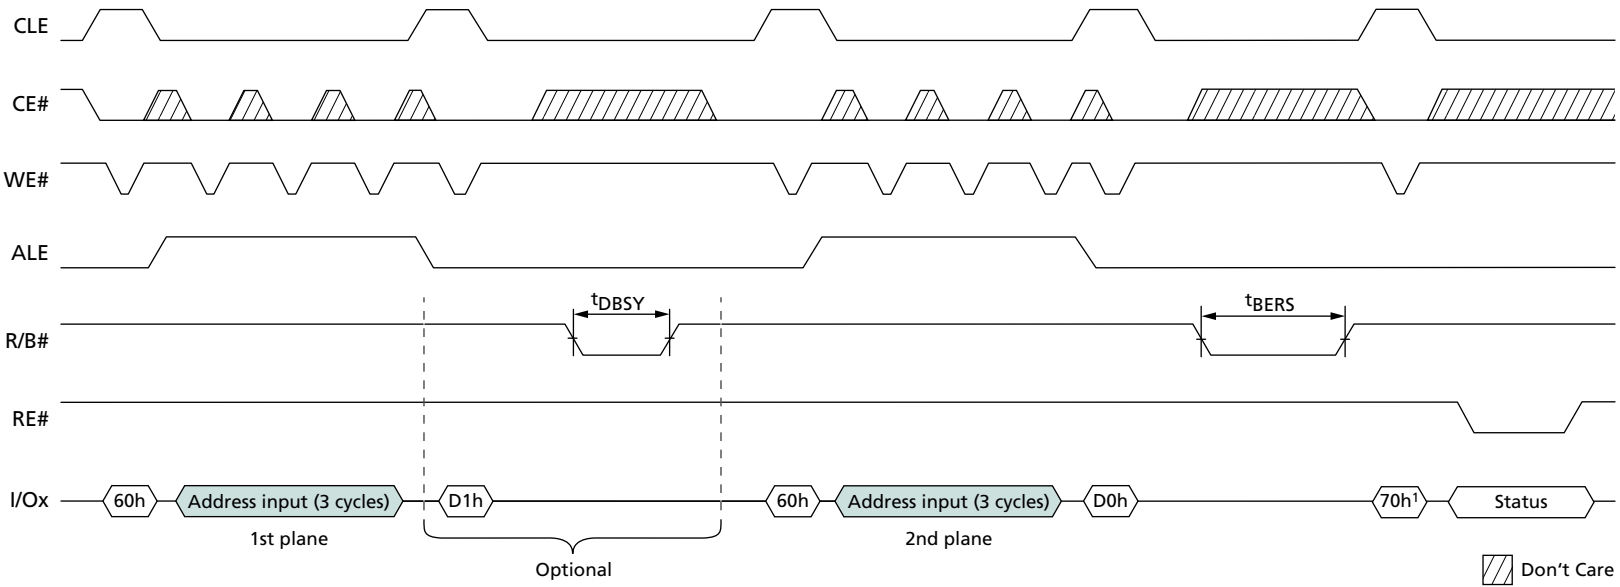 CLE
CE#
WE#
ALE
R/B#
tDBSY
tBERS
RE#
I/Ox
60h
Address input (3 cycles)
D1h
60h
Address input (3 cycles)
D0h
70h¹
Status
1st plane
2nd plane
Optional
Don't Care